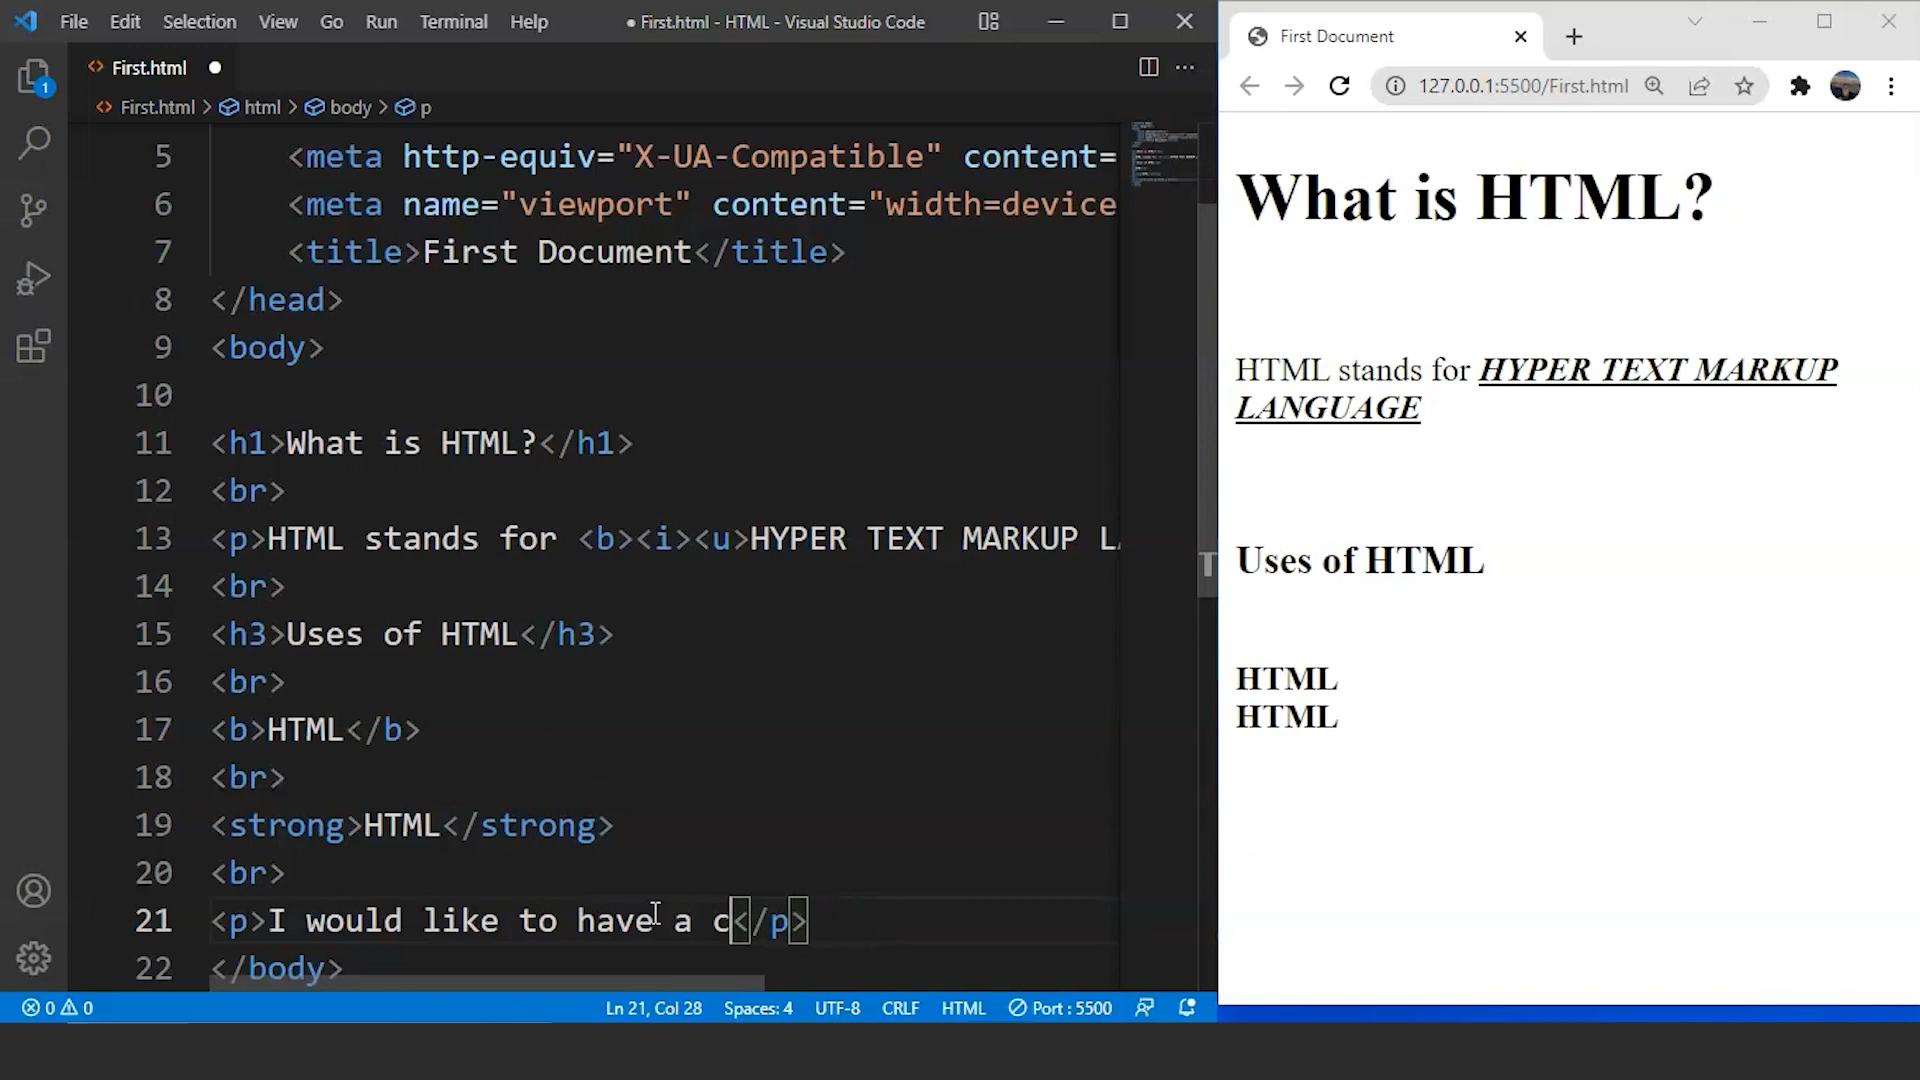 File Edit Selection View Go Run Terminal Help ● First.html - HTML - Visual Studio Code
1
First.html
First.html > html > body > p
5 <meta http-equiv="X-UA-Compatible" content=
6 <meta name="viewport" content="width=device
7 <title>First Document</title>
8 </head>
9 <body>
10
11 <h1>What is HTML?</h1>
12 <br>
13 <p>HTML stands for <b><i><u>HYPER TEXT MARKUP
14 <br>
15 <h3>Uses of HTML</h3>
16 <br>
17 <b>HTML</b>
18 <br>
19 <strong>HTML</strong>
20 <br>
21 <p>I would like to have a c</p>
22 </body>
0 0 Ln 21, Col 28 Spaces: 4 UTF-8 CRLF HTML Port : 5500
First Document
127.0.0.1:5500/First.html
What is HTML?
HTML stands for HYPER TEXT MARKUP
LANGUAGE
Uses of HTML
HTML
HTML